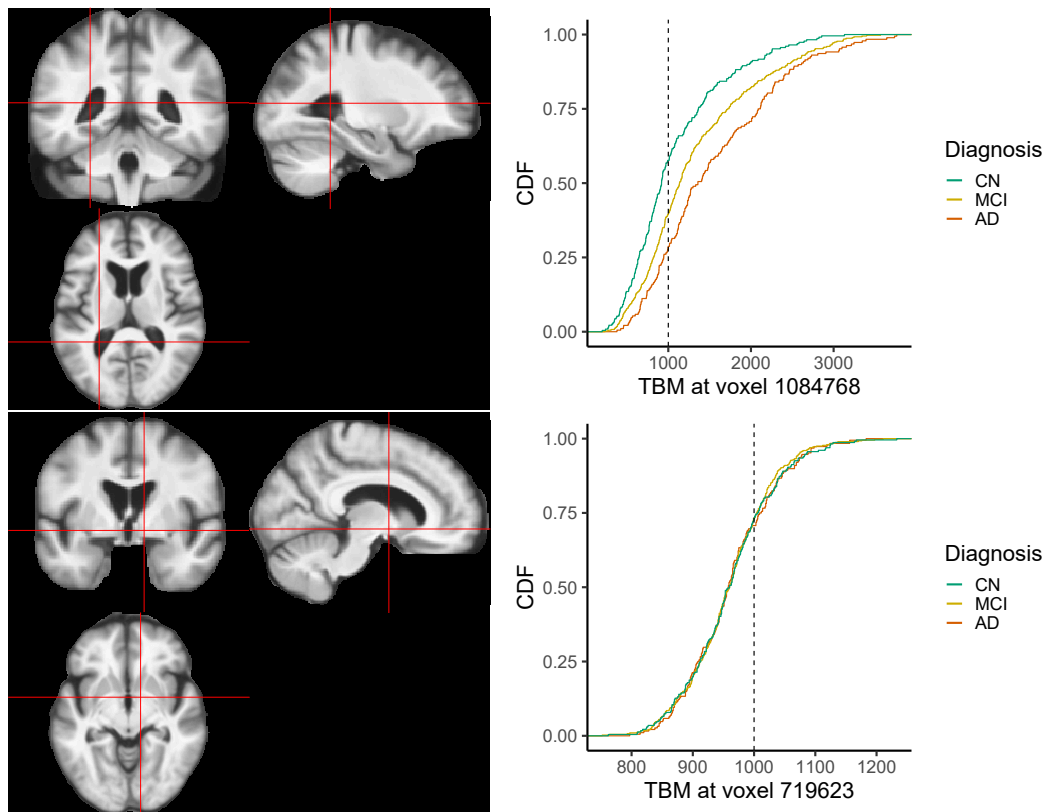 1.00
0.75
0.50
0.25
0.00
CDF
1000 2000 3000
TBM at voxel 1084768
Diagnosis
CN
MCI
AD
1.00
0.75
0.50
0.25
0.00
CDF
800 900 1000 1100 1200
TBM at voxel 719623
Diagnosis
CN
MCI
AD